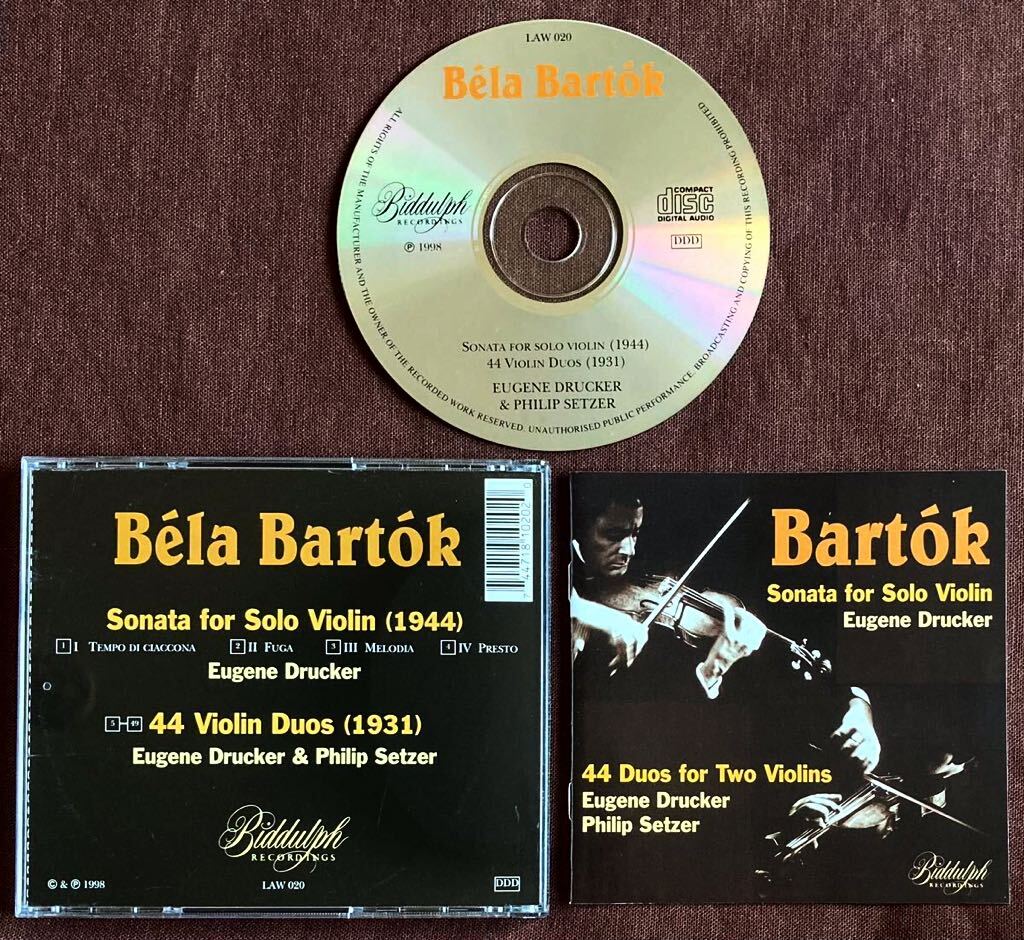 LAW 020
Béla Bartók
Biddulph
RECORDINGS
℗ 1998
COMPACT
disc
DIGITAL AUDIO
DDD
SONATA FOR SOLO VIOLIN (1944)
44 VIOLIN DUOS (1931)
EUGENE DRUCKER
& PHILIP SETZER
ALL RIGHTS OF THE MANUFACTURER AND THE OWNER OF THE RECORDED WORK RESERVED. UNAUTHORISED PUBLIC PERFORMANCE, BROADCASTING AND COPYING OF THIS RECORDING PROHIBITED
Béla Bartók
7 44718 10202 0
Sonata for Solo Violin (1944)
1 I TEMPO DI CIACCONA 2 II FUGA 3 III MELODIA 4 IV PRESTO
Eugene Drucker
5–49 44 Violin Duos (1931)
Eugene Drucker & Philip Setzer
Biddulph
RECORDINGS
© & ℗ 1998 LAW 020 DDD
Bartók
Sonata for Solo Violin
Eugene Drucker
44 Duos for Two Violins
Eugene Drucker
Philip Setzer
Biddulph
RECORDINGS